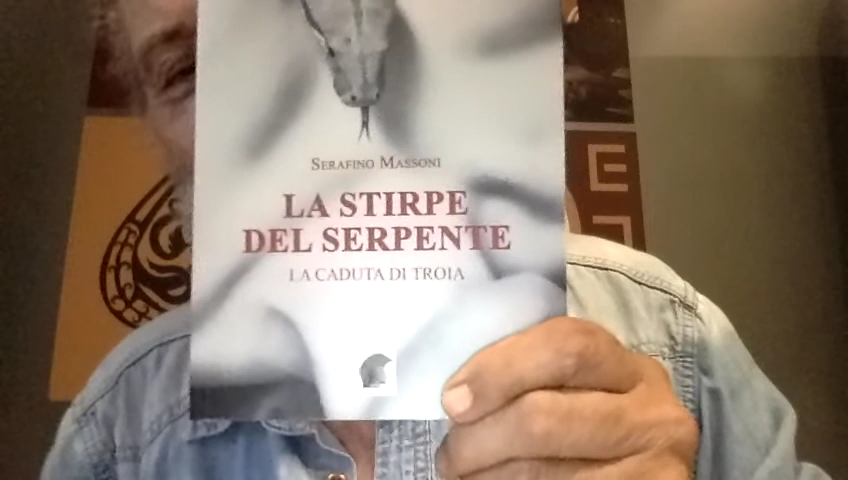 SERAFINO MASSONI
LA STIRPE
DEL SERPENTE
LA CADUTA DI TROIA